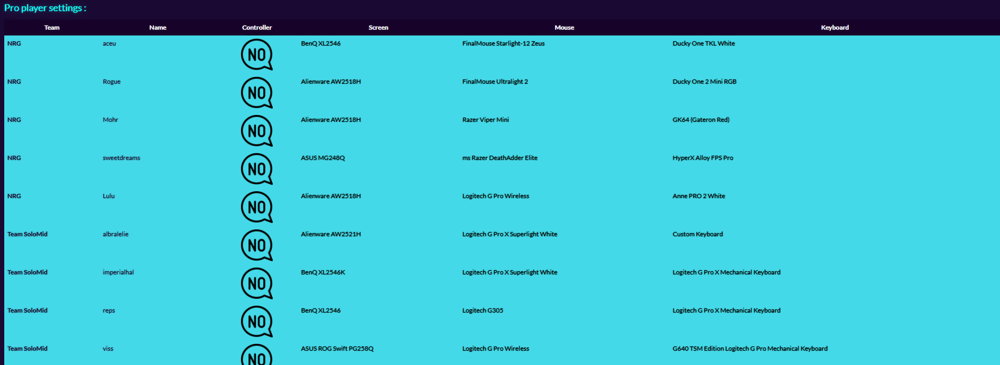 Pro player settings :
Team Name Controller Screen Mouse Keyboard
NRG aceu NO BenQ XL2546 FinalMouse Starlight-12 Zeus Ducky One TKL White
NRG Rogue NO Alienware AW2518H FinalMouse Ultralight 2 Ducky One 2 Mini RGB
NRG Mohr NO Alienware AW2518H Razer Viper Mini GK64 (Gateron Red)
NRG sweetdreams NO ASUS MG248Q ms Razer DeathAdder Elite HyperX Alloy FPS Pro
NRG Lulu NO Alienware AW2518H Logitech G Pro Wireless Anne PRO 2 White
Team SoloMid albralelie NO Alienware AW2521H Logitech G Pro X Superlight White Custom Keyboard
Team SoloMid imperialhal NO BenQ XL2546K Logitech G Pro X Superlight White Logitech G Pro X Mechanical Keyboard
Team SoloMid reps NO BenQ XL2546 Logitech G305 Logitech G Pro X Mechanical Keyboard
Team SoloMid viss NO ASUS ROG Swift PG258Q Logitech G Pro Wireless G640 TSM Edition Logitech G Pro Mechanical Keyboard